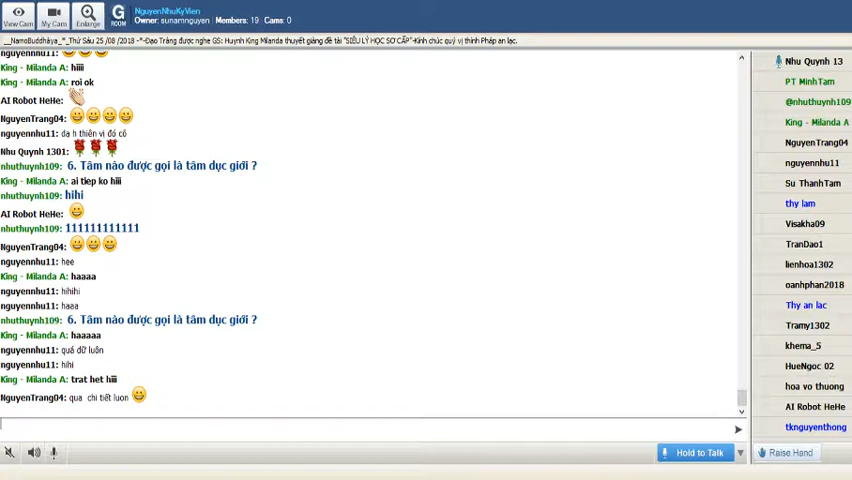 View Cam
My Cam
Enlarge
G
ROOM
NguyenNhuKyVien
Owner: sunamnguyen Members: 19 Cams: 0
__NamoBuddhàya_*_Thứ Sáu 25 /08 /2018 -*-Đạo Tràng được nghe GS: Huynh King Milanda thuyết giảng đề tài "SIÊU LÝ HỌC SƠ CẤP"-Kính chúc quý vị thính Pháp an lạc.
nguyennhu11:
King - Milanda A: hiiii
King - Milanda A: roi ok
AI Robot HeHe:
NguyenTrang04:
nguyennhu11: dạ h thiên vị đó cô
Nhu Quynh 1301:
nhuthuynh109: 6. Tâm nào được gọi là tâm dục giới ?
King - Milanda A: ai tiep ko hiii
nhuthuynh109: hihi
AI Robot HeHe:
nhuthuynh109: 111111111111
NguyenTrang04:
nguyennhu11: hee
King - Milanda A: haaaa
nguyennhu11: hihihi
nguyennhu11: haaa
nhuthuynh109: 6. Tâm nào được gọi là tâm dục giới ?
King - Milanda A: haaaaa
nguyennhu11: quá dữ luôn
nguyennhu11: hihi
King - Milanda A: trat het hiii
NguyenTrang04: qua chi tiết luon
Hold to Talk
Nhu Quynh 13
PT MinhTam
@nhuthuynh109
King - Milanda A
NguyenTrang04
nguyennhu11
Su ThanhTam
thy lam
Visakha09
TranDao1
lienhoa1302
oanhphan2018
Thy an lac
Tramy1302
khema_5
HueNgoc 02
hoa vo thuong
AI Robot HeHe
tknguyenthong
Raise Hand